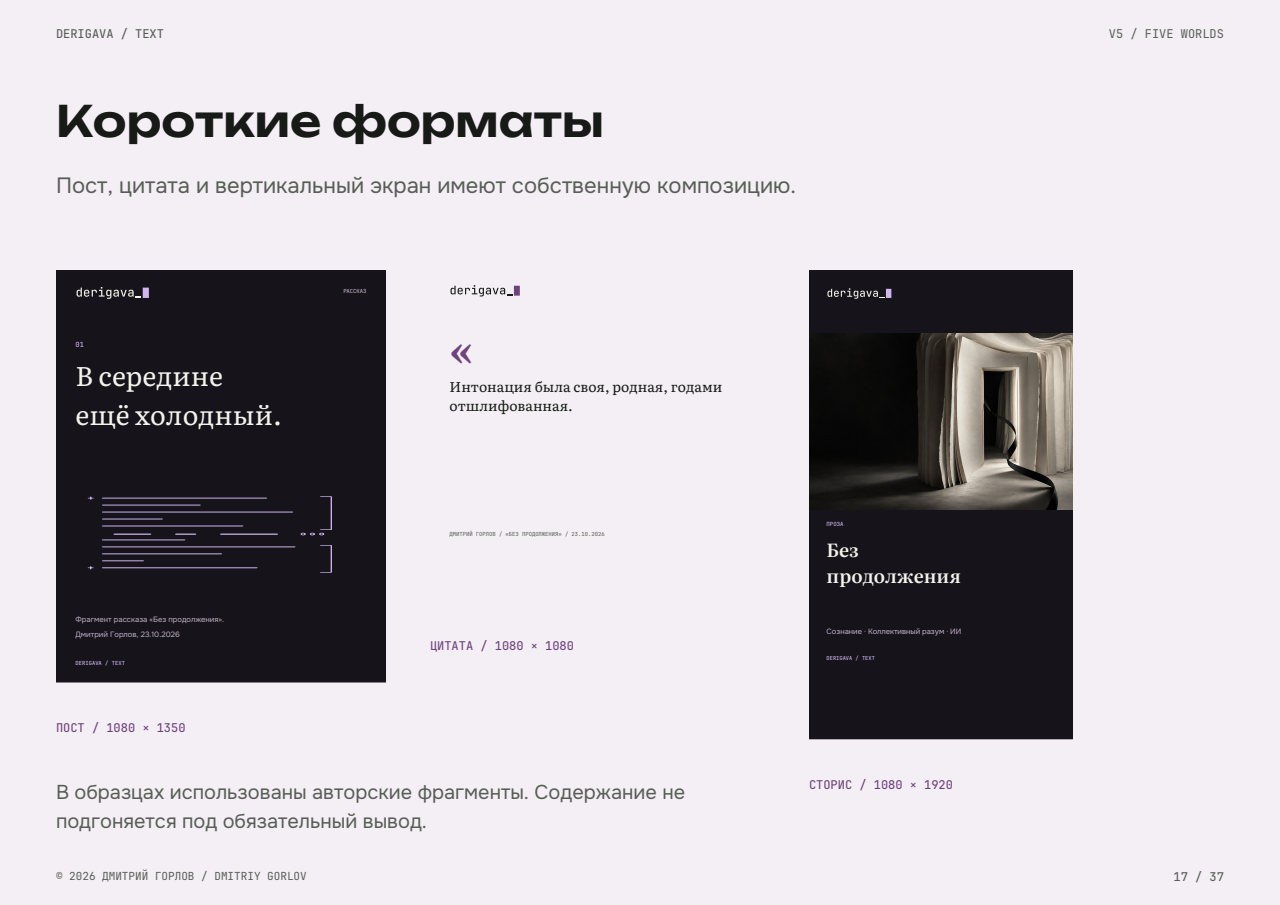 DERIGAVA / TEXT
V5 / FIVE WORLDS
Короткие форматы
Пост, цитата и вертикальный экран имеют собственную композицию.
derigava_
РАССКАЗ
01
В середине
ещё холодный.
Фрагмент рассказа «Без продолжения».
Дмитрий Горлов, 23.10.2026
DERIGAVA / TEXT
ПОСТ / 1080 × 1350
derigava_
«
Интонация была своя, родная, годами
отшлифованная.
ДМИТРИЙ ГОРЛОВ / «БЕЗ ПРОДОЛЖЕНИЯ» / 23.10.2026
ЦИТАТА / 1080 × 1080
derigava_
ПРОЗА
Без
продолжения
Сознание · Коллективный разум · ИИ
DERIGAVA / TEXT
СТОРИС / 1080 × 1920
В образцах использованы авторские фрагменты. Содержание не
подгоняется под обязательный вывод.
© 2026 ДМИТРИЙ ГОРЛОВ / DMITRIY GORLOV
17 / 37